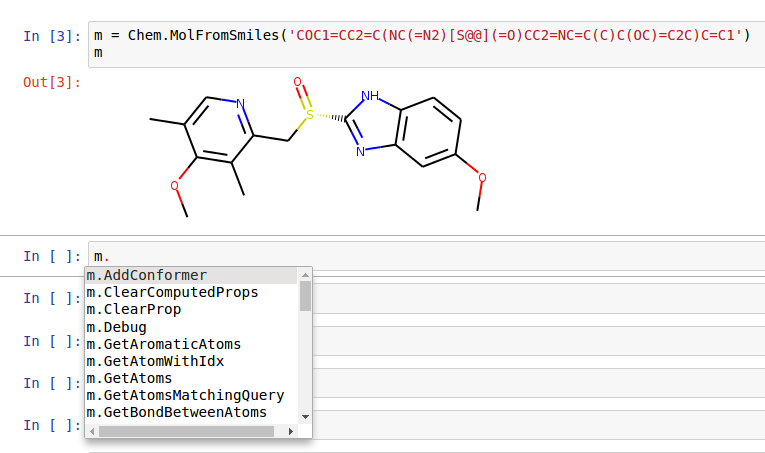 In [3]: m = Chem.MolFromSmiles('COC1=CC2=C(NC(=N2)[S@@](=O)CC2=NC=C(C)C(OC)=C2C)C=C1')
m
Out[3]:
O
N
NH
S
N
O
O
In [ ]: m.
m.AddConformer
m.ClearComputedProps
m.ClearProp
In [ ]:
m.Debug
m.GetAromaticAtoms
In [ ]:
m.GetAtomWithIdx
m.GetAtoms
In [ ]:
m.GetAtomsMatchingQuery
m.GetBondBetweenAtoms
In [ ]: